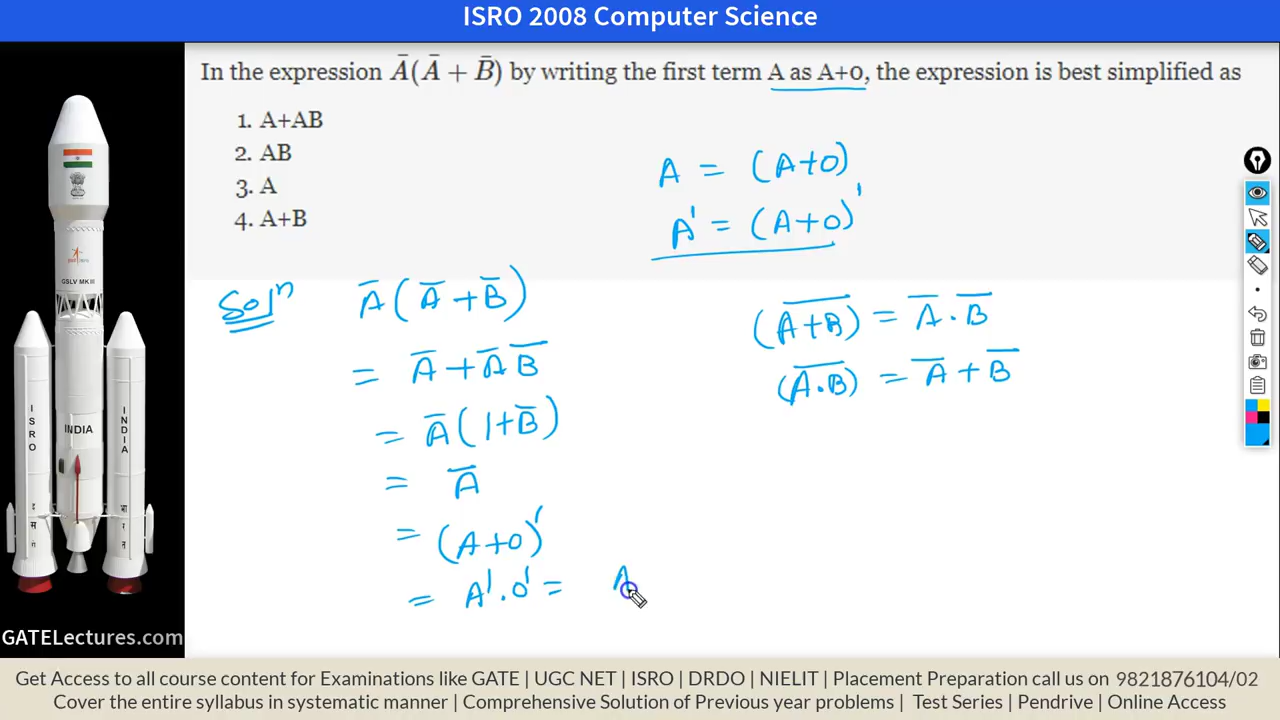 ISRO 2008 Computer Science
In the expression Ā(Ā + B̄) by writing the first term A as A+0, the expression is best simplified as
1. A+AB
2. AB
3. A
4. A+B
A = (A+0)
A' = (A+0)'
Solⁿ
Ā(Ā+B̄)
= Ā+ĀB̄
= Ā(1+B̄)
= Ā
= (A+0)'
= A'.0' = A
(A̅+̅B̅) = Ā.B̄
(A̅.̅B̅) = Ā+B̄
GSLV MK III
INDIA
ISRO
INDIA
GATELectures.com
Get Access to all course content for Examinations like GATE | UGC NET | ISRO | DRDO | NIELIT | Placement Preparation call us on 9821876104/02
Cover the entire syllabus in systematic manner | Comprehensive Solution of Previous year problems | Test Series | Pendrive | Online Access